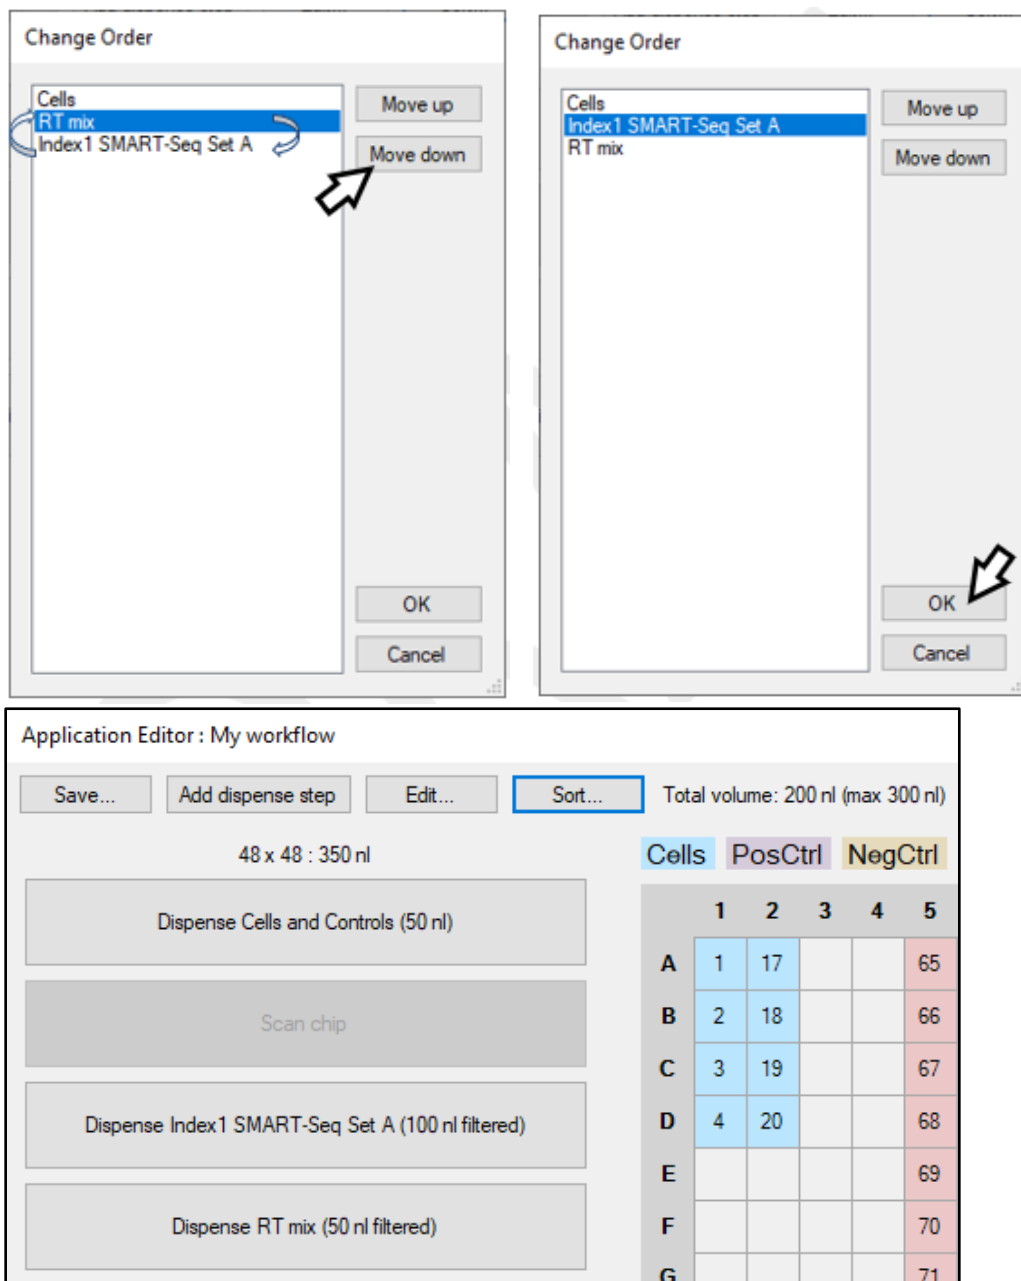 Change Order
Cells
RT mix
Index1 SMART-Seq Set A
Move up
Move down
OK
Cancel
Change Order
Cells
Index1 SMART-Seq Set A
RT mix
Move up
Move down
OK
Cancel
Application Editor : My workflow
Save... Add dispense step Edit... Sort... Total volume: 200 nl (max 300 nl)
48 x 48 : 350 nl
Dispense Cells and Controls (50 nl)
Scan chip
Dispense Index1 SMART-Seq Set A (100 nl filtered)
Dispense RT mix (50 nl filtered)
Cells PosCtrl NegCtrl
1 2 3 4 5
A 1 17 65
B 2 18 66
C 3 19 67
D 4 20 68
E 69
F 70
G 71